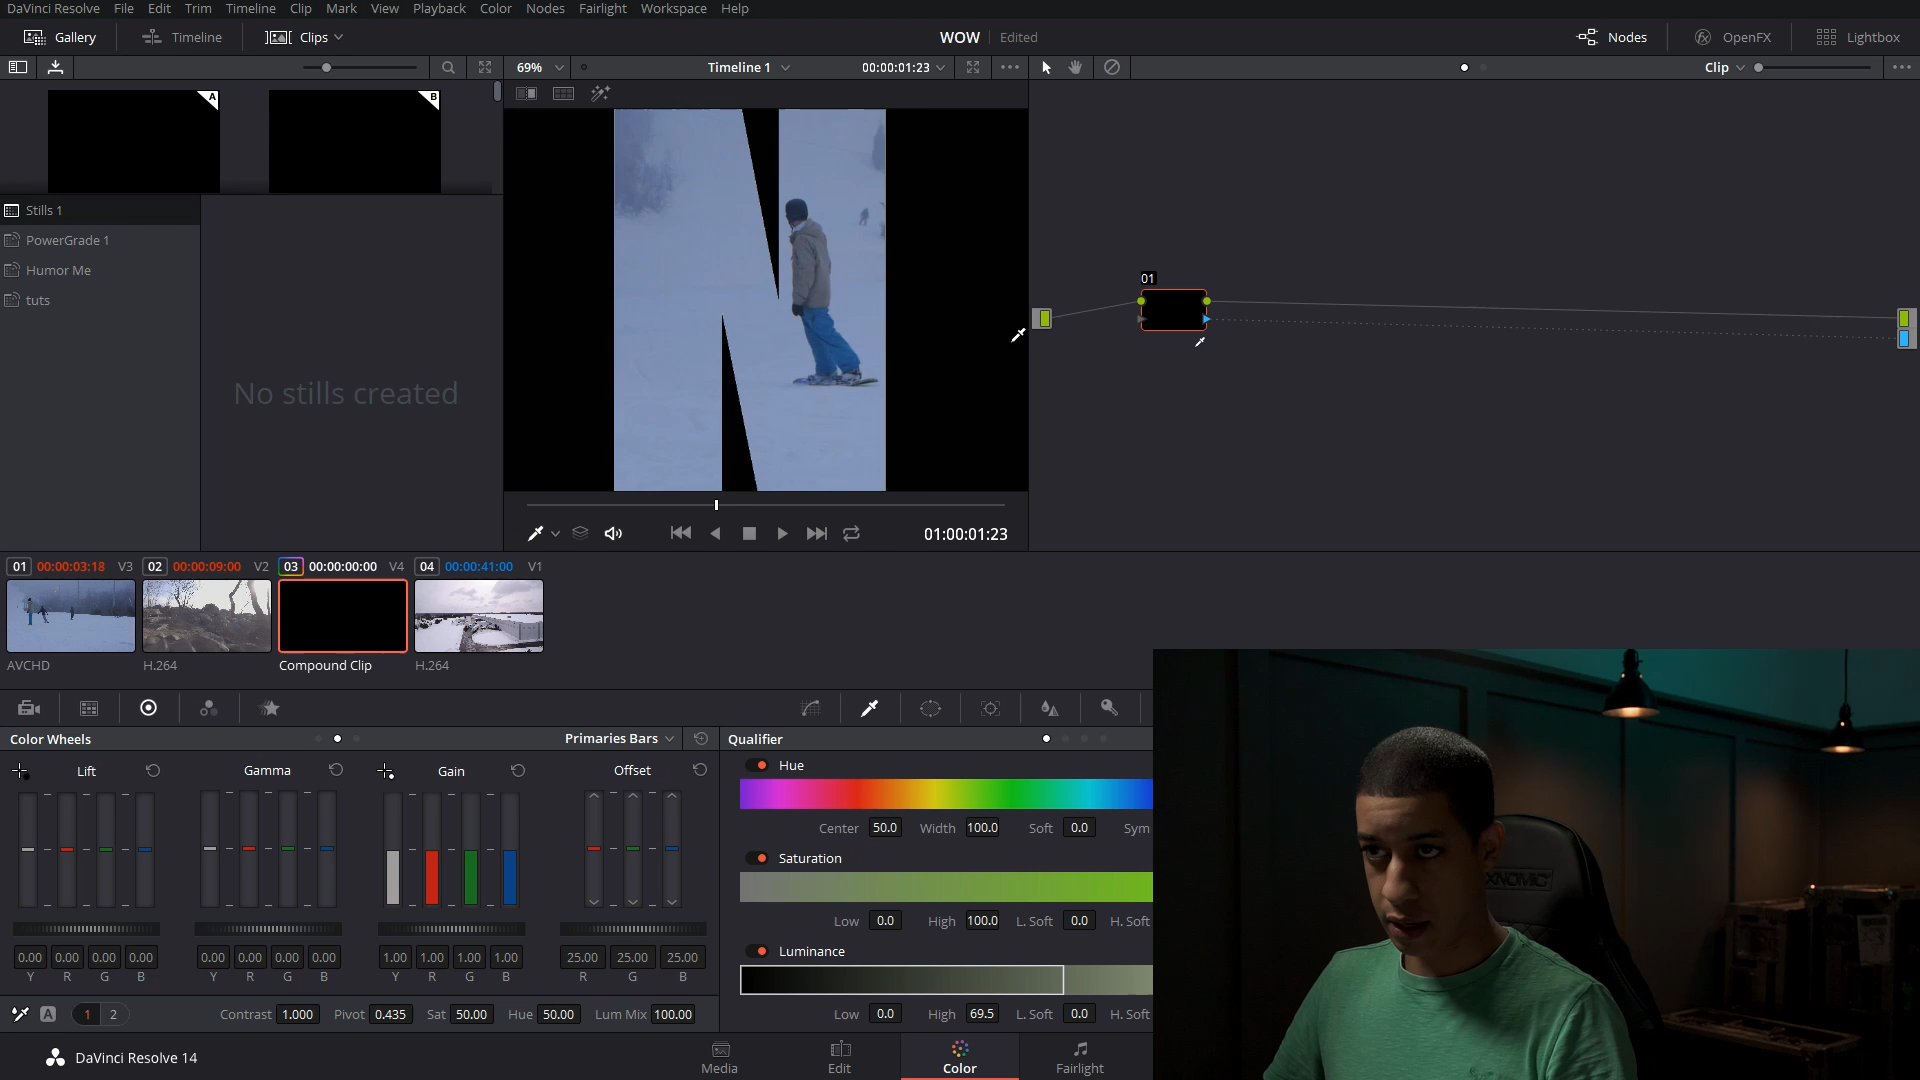 DaVinci Resolve File Edit Trim Timeline Clip Mark View Playback Color Nodes Fairlight Workspace Help
Gallery Timeline Clips WOW Edited Nodes OpenFX Lightbox
69% Timeline 1 00:00:01:23 Clip
A B
Stills 1
PowerGrade 1
Humor Me
tuts
No stills created
01
01:00:01:23
01 00:00:03:18 V3 02 00:00:09:00 V2 03 00:00:00:00 V4 04 00:00:41:00 V1
AVCHD H.264 Compound Clip H.264
Color Wheels Primaries Bars Qualifier
Lift Gamma Gain Offset
Hue
Center 50.0 Width 100.0 Soft 0.0 Sym
Saturation
Low 0.0 High 100.0 L. Soft 0.0 H. Soft
Luminance
0.00 0.00 0.00 0.00 0.00 0.00 0.00 0.00 1.00 1.00 1.00 1.00 25.00 25.00 25.00
Y R G B Y R G B Y R G B R G B
Low 0.0 High 69.5 L. Soft 0.0 H. Soft
A 1 2 Contrast 1.000 Pivot 0.435 Sat 50.00 Hue 50.00 Lum Mix 100.00
DaVinci Resolve 14
Media Edit Color Fairlight